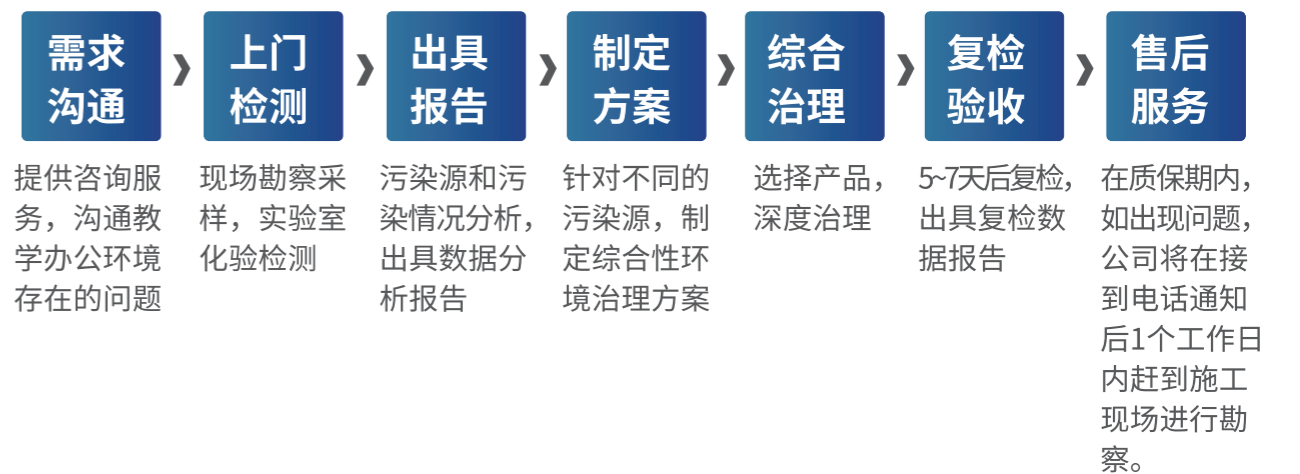 需求
沟通
提供咨询服
务，沟通教
学办公环境
存在的问题
上门
检测
现场勘察采
样，实验室
化验检测
出具
报告
污染源和污
染情况分析，
出具数据分
析报告
制定
方案
针对不同的
污染源，制
定综合性环
境治理方案
综合
治理
选择产品，
深度治理
复检
验收
5~7天后复检，
出具复检数
据报告
售后
服务
在质保期内，
如出现问题，
公司将在接
到电话通知
后1个工作日
内赶到施工
现场进行勘
察。